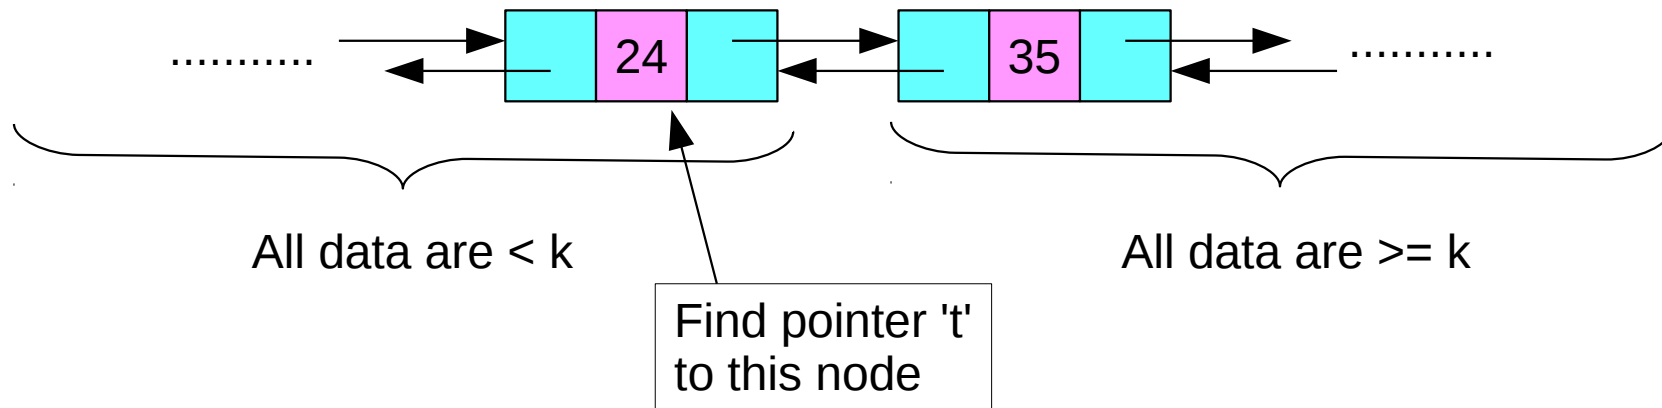 ...........
24
35
...........
All data are < k
All data are >= k
Find pointer 't'
to this node